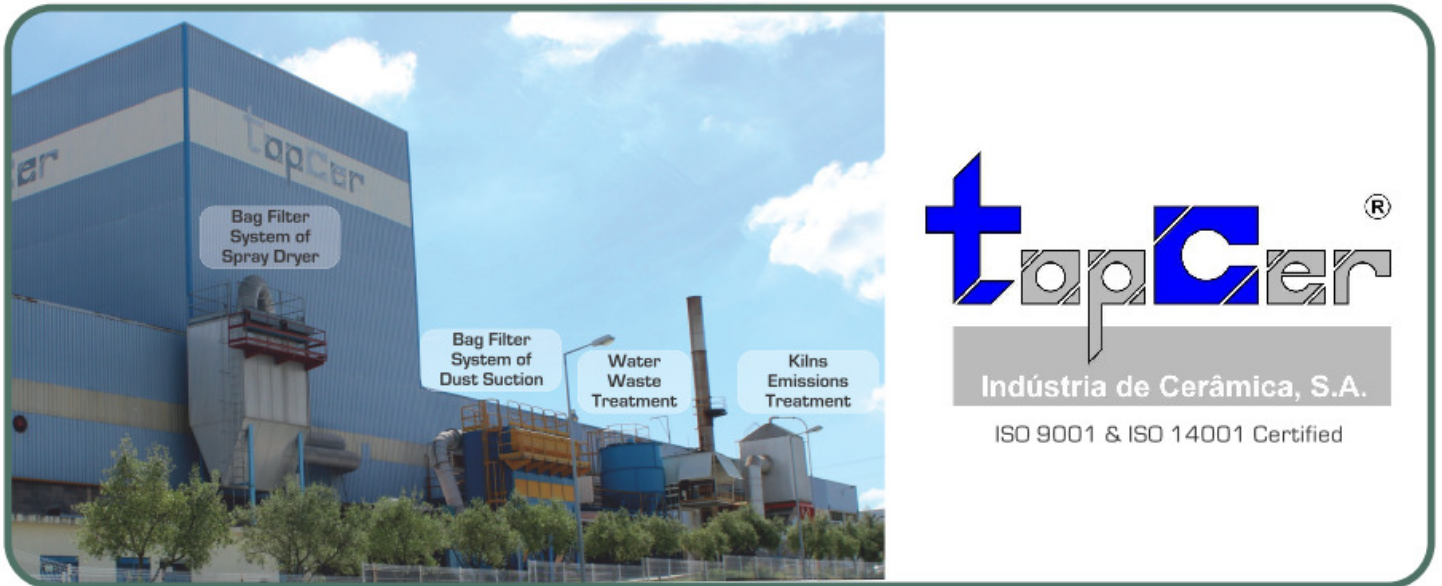 cer
topcer
Bag Filter
System of
Spray Dryer
Bag Filter
System of
Dust Suction
Water
Waste
Treatment
Kilns
Emissions
Treatment
topCer ®
Indústria de Cerâmica, S.A.
ISO 9001 & ISO 14001 Certified